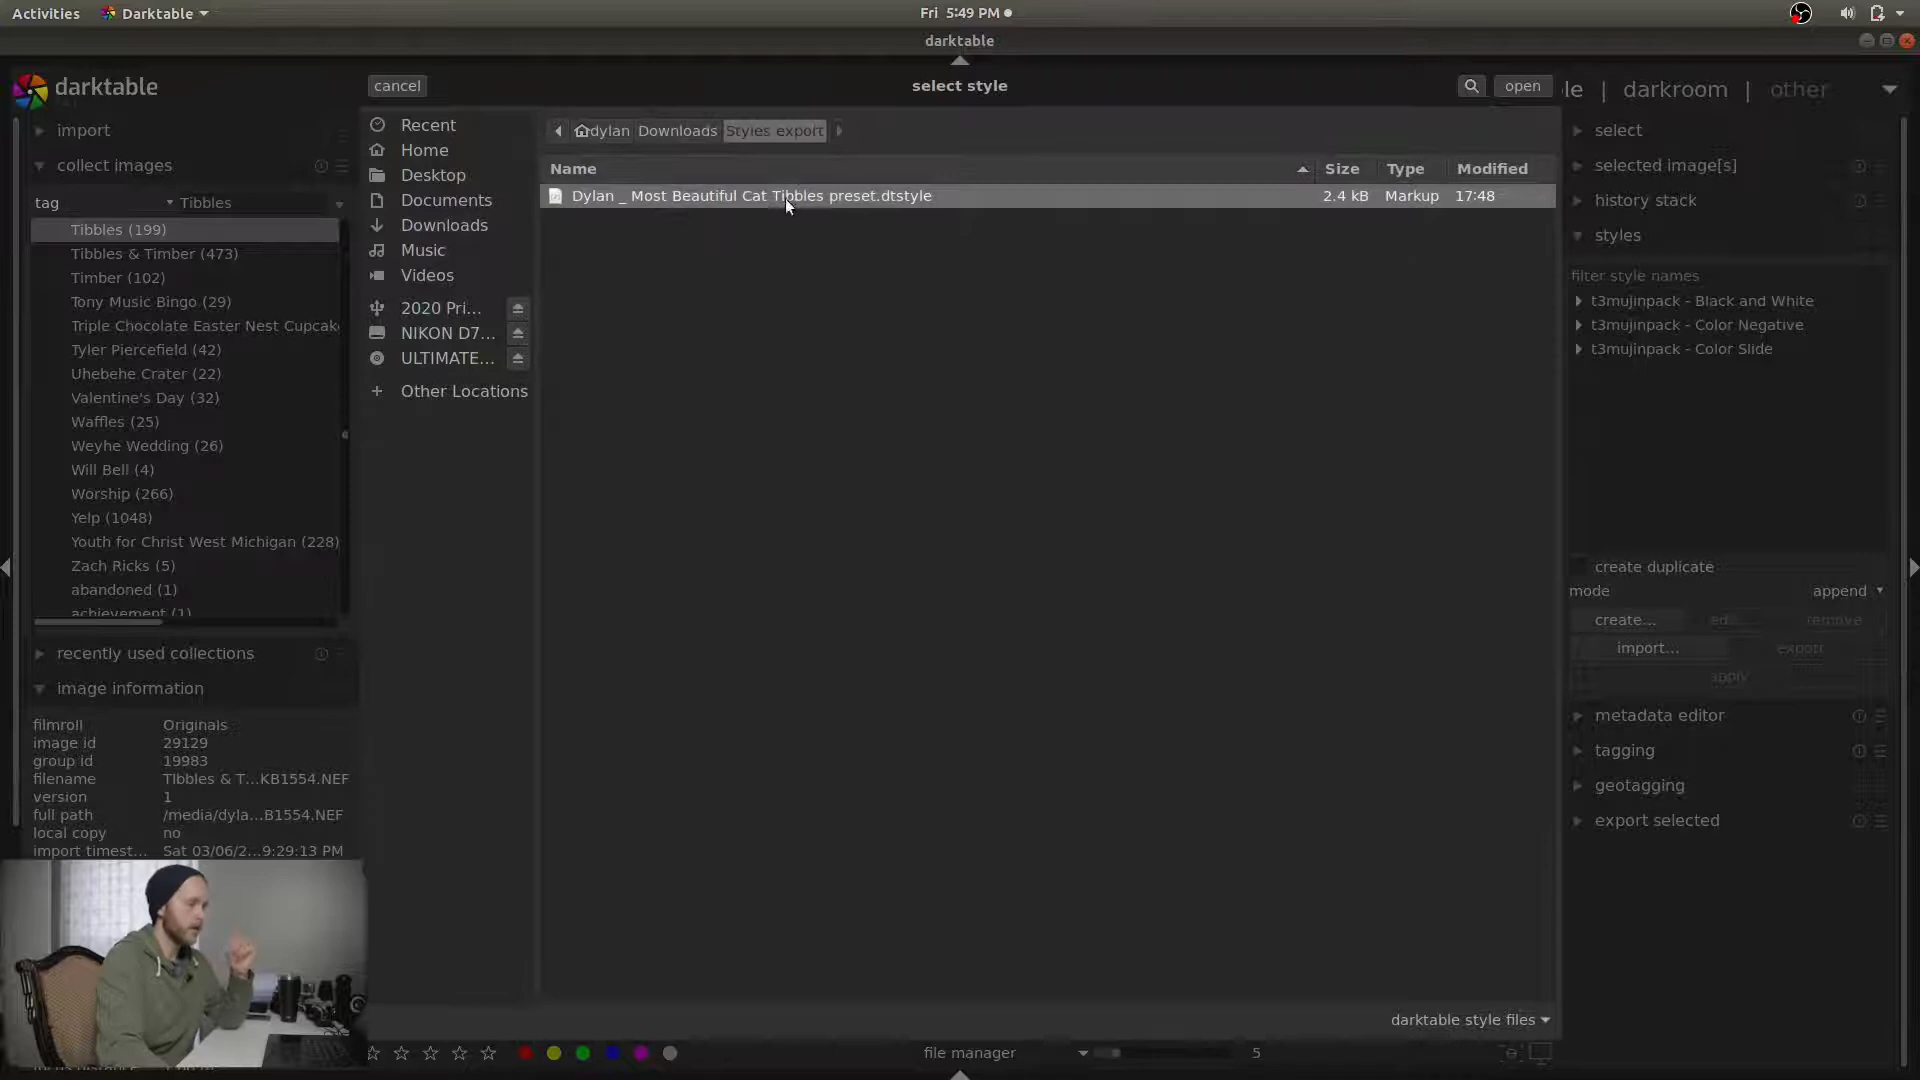 Activities Darktable Fri 5:49 PM
darktable
darktable
cancel select style open
le | darkroom | other
import
collect images
tag Tibbles
Tibbles (199)
Tibbles & Timber (473)
Timber (102)
Tony Music Bingo (29)
Triple Chocolate Easter Nest Cupcak
Tyler Piercefield (42)
Uhebehe Crater (22)
Valentine's Day (32)
Waffles (25)
Weyhe Wedding (26)
Will Bell (4)
Worship (266)
Yelp (1048)
Youth for Christ West Michigan (228)
Zach Ricks (5)
abandoned (1)
achievement (1)
recently used collections
image information
filmroll Originals
image id 29129
group id 19983
filename TIbbles & T...KB1554.NEF
version 1
full path /media/dyla...B1554.NEF
local copy no
import timest... Sat 03/06/2...9:29:13 PM
Recent
Home
Desktop
Documents
Downloads
Music
Videos
2020 Pri...
NIKON D7...
ULTIMATE...
Other Locations
dylan Downloads Styles export
Name Size Type Modified
Dylan _ Most Beautiful Cat Tibbles preset.dtstyle 2.4 kB Markup 17:48
darktable style files
file manager 5
select
selected image[s]
history stack
styles
filter style names
t3mujinpack - Black and White
t3mujinpack - Color Negative
t3mujinpack - Color Slide
create duplicate
mode append
create... remove
import...
apply
metadata editor
tagging
geotagging
export selected